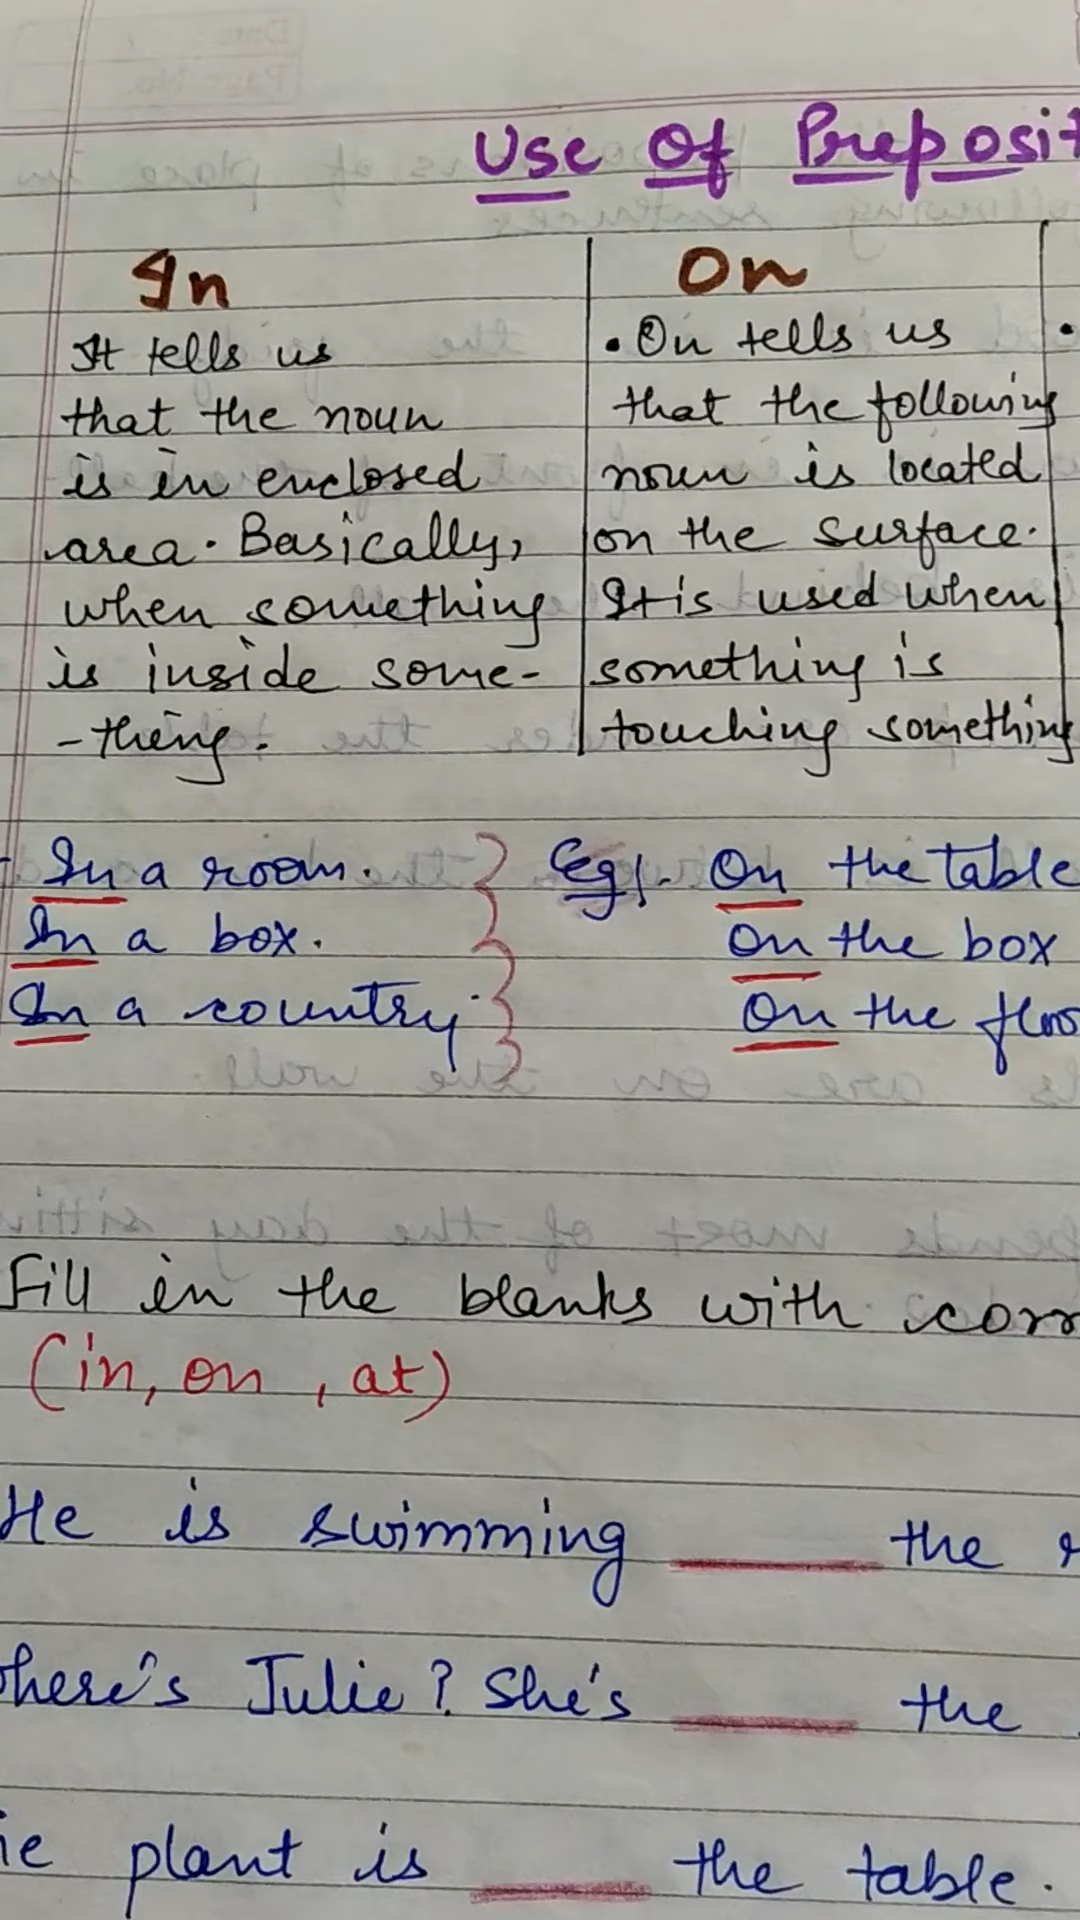 Use Of Preposit
In
It tells us
that the noun
is in enclosed
area. Basically,
when something
is inside some-
-thing.
On
• On tells us
that the following
noun is located
on the surface.
It is used when
something is
touching something
In a room.
In a box.
In a country.
Eg:- On the table
On the box
On the floo
Fill in the blanks with corr
(in, on, at)
He is swimming ____ the r
here's Julie? She's ____ the
plant is ____ the table.